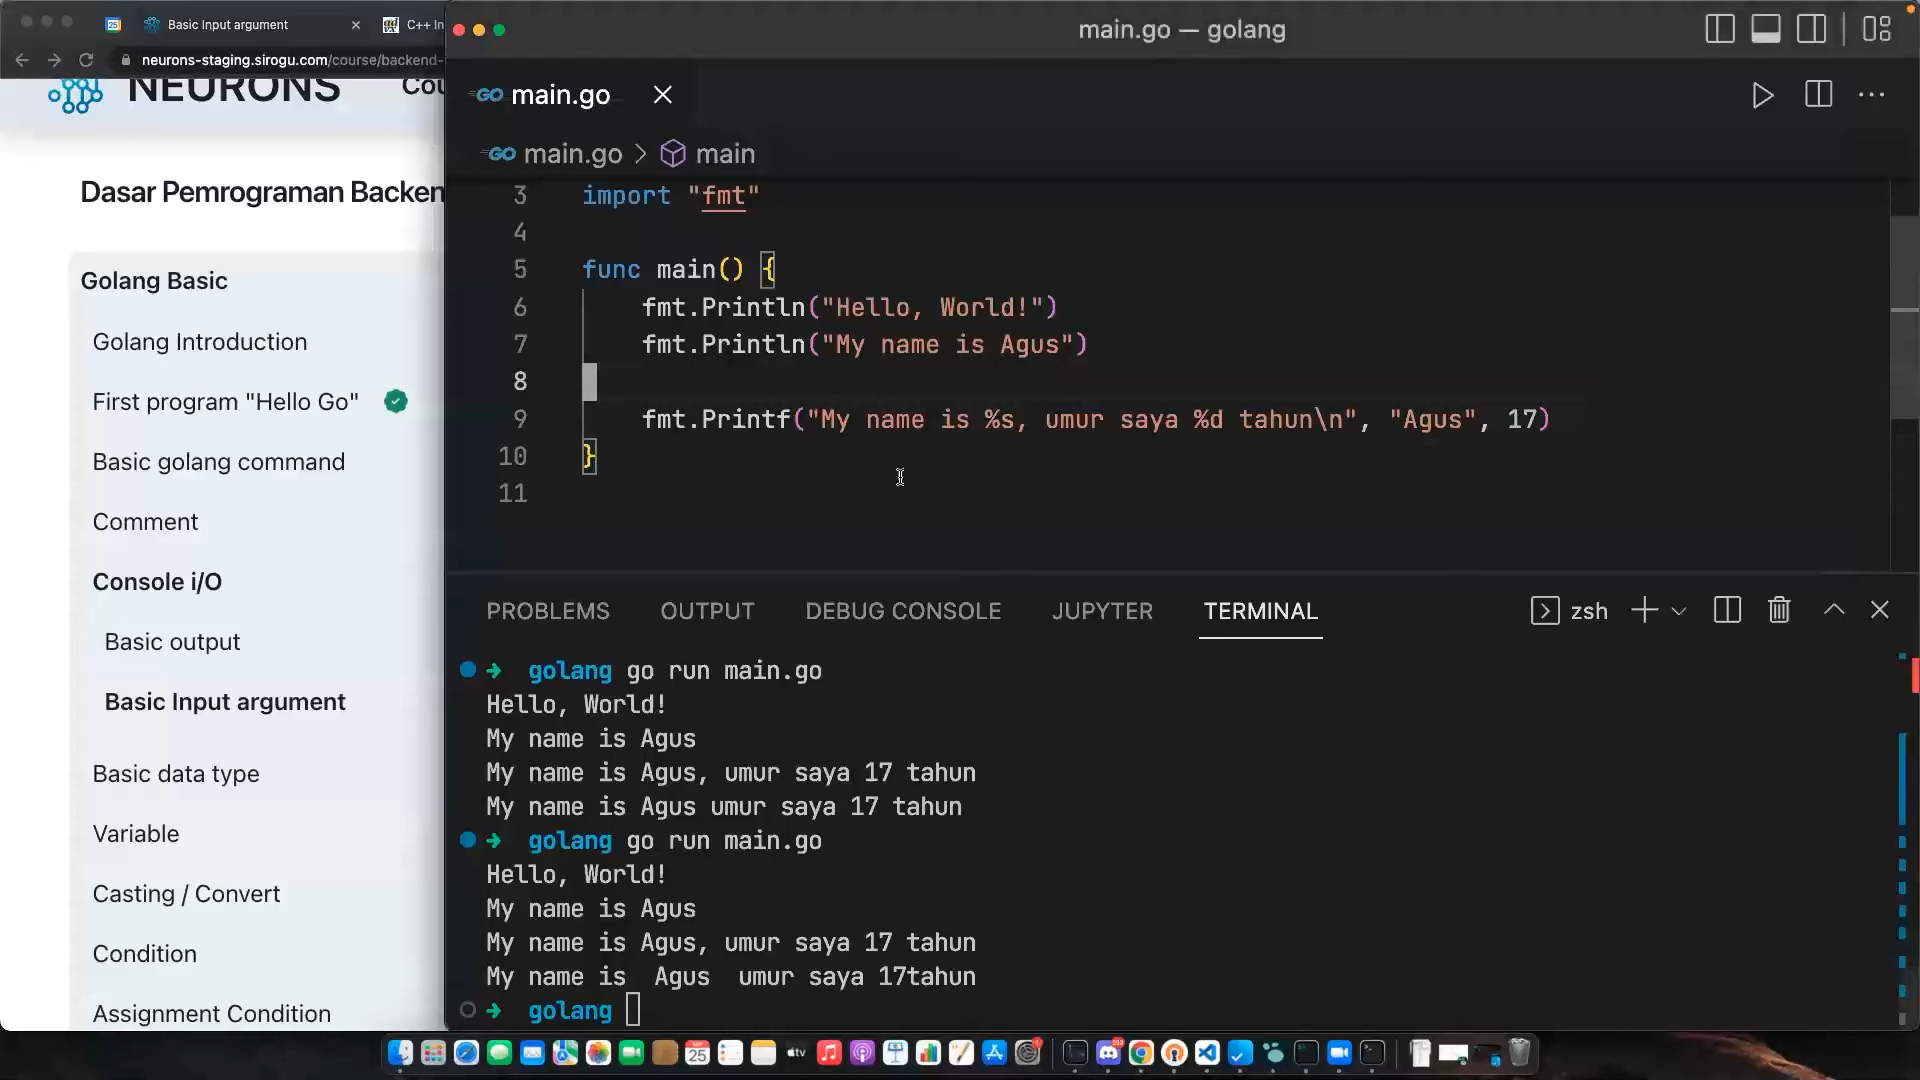 Basic Input argument
C++ In
neurons-staging.sirogu.com/course/backend-
NEURONS
Cou
Dasar Pemrograman Backen
Golang Basic
Golang Introduction
First program "Hello Go"
Basic golang command
Comment
Console i/O
Basic output
Basic Input argument
Basic data type
Variable
Casting / Convert
Condition
Assignment Condition
main.go — golang
GO main.go
GO main.go > main
3 import "fmt"
4
5 func main() {
6 fmt.Println("Hello, World!")
7 fmt.Println("My name is Agus")
8
9 fmt.Printf("My name is %s, umur saya %d tahun\n", "Agus", 17)
10 }
11
PROBLEMS OUTPUT DEBUG CONSOLE JUPYTER TERMINAL zsh
➜ golang go run main.go
Hello, World!
My name is Agus
My name is Agus, umur saya 17 tahun
My name is Agus umur saya 17 tahun
➜ golang go run main.go
Hello, World!
My name is Agus
My name is Agus, umur saya 17 tahun
My name is  Agus  umur saya 17tahun
➜ golang
25
tv